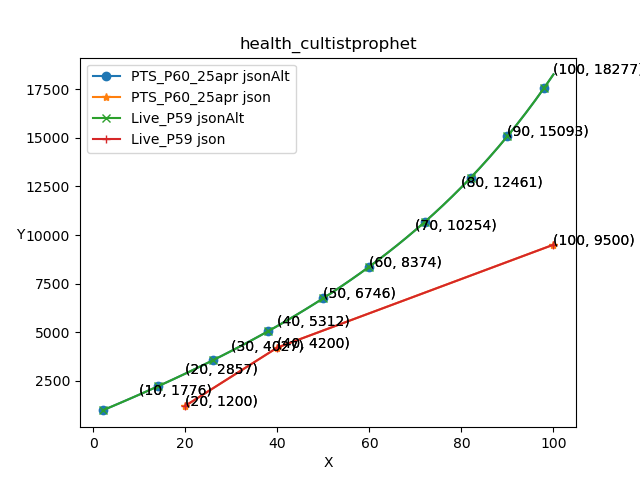 health_cultistprophet
PTS_P60_25apr jsonAlt
PTS_P60_25apr json
Live_P59 jsonAlt
Live_P59 json
(100, 18277)
(90, 15093)
(80, 12461)
(70, 10254)
(100, 9500)
(60, 8374)
(50, 6746)
(40, 5312)
(30, 4027)
(40, 4200)
(20, 2857)
(10, 1776)
(20, 1200)
17500
15000
12500
10000
7500
5000
2500
Y
0 20 40 60 80 100
X